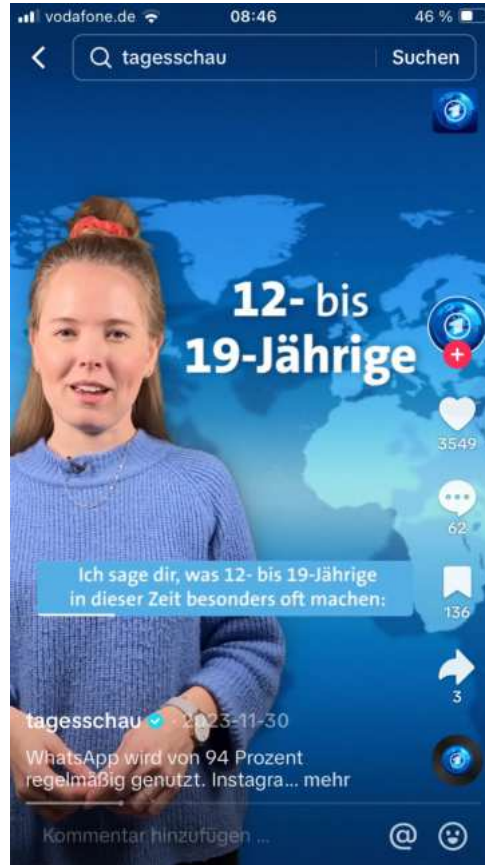 vodafone.de 08:46 46 %
tagesschau Suchen
12- bis
19-Jährige
3549
62
Ich sage dir, was 12- bis 19-Jährige
in dieser Zeit besonders oft machen:
136
3
tagesschau · 2023-11-30
WhatsApp wird von 94 Prozent
regelmäßig genutzt. Instagra... mehr
Kommentar hinzufügen ... @